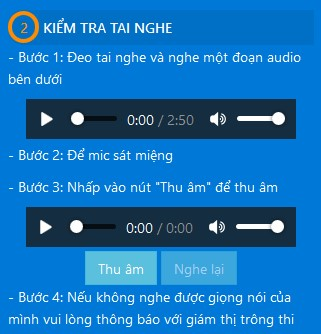 2 KIỂM TRA TAI NGHE
- Bước 1: Đeo tai nghe và nghe một đoạn audio
bên dưới
0:00 / 2:50
- Bước 2: Để mic sát miệng
- Bước 3: Nhấp vào nút "Thu âm" để thu âm
0:00 / 0:00
Thu âm Nghe lại
- Bước 4: Nếu không nghe được giọng nói của
mình vui lòng thông báo với giám thị trông thi